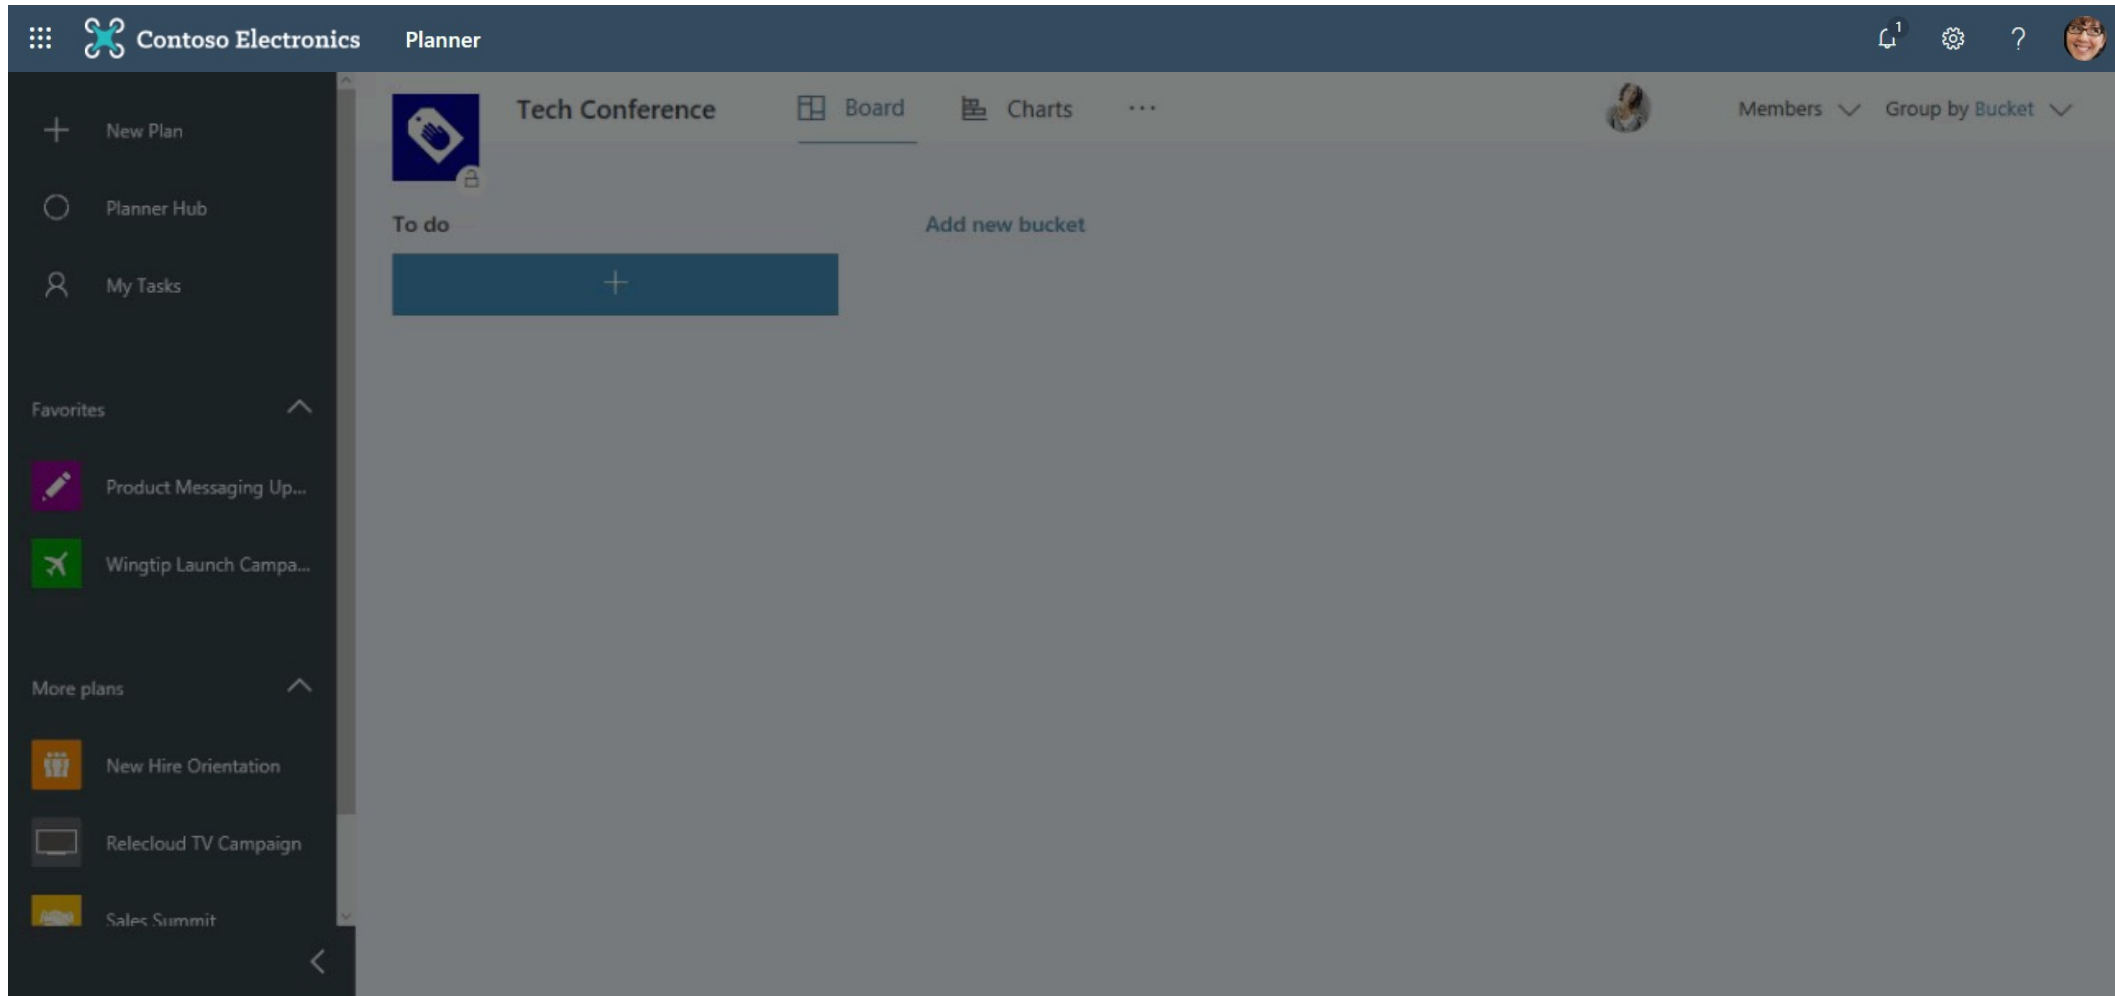 Contoso Electronics Planner 1 ?
New Plan
Planner Hub
My Tasks
Favorites
Product Messaging Up...
Wingtip Launch Campa...
More plans
New Hire Orientation
Relecloud TV Campaign
Sales Summit
Tech Conference Board Charts ... Members Group by Bucket
To do Add new bucket